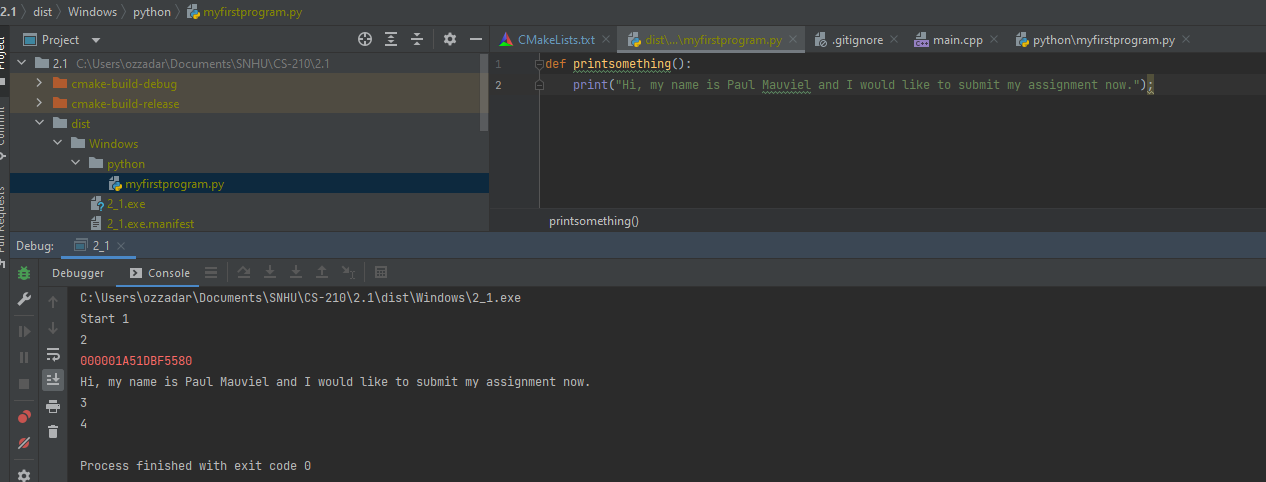 2.1 〉 dist 〉 Windows 〉 python 〉 myfirstprogram.py
Project
Project
CMakeLists.txt
dist\...\myfirstprogram.py
.gitignore
main.cpp
python\myfirstprogram.py
2.1 C:\Users\ozzadar\Documents\SNHU\CS-210\2.1
cmake-build-debug
cmake-build-release
dist
Windows
python
myfirstprogram.py
2_1.exe
2_1.exe.manifest
Commit
Pull Requests
1 def printsomething():
2 print("Hi, my name is Paul Mauviel and I would like to submit my assignment now.");
printsomething()
Debug: 2_1
Debugger Console
C:\Users\ozzadar\Documents\SNHU\CS-210\2.1\dist\Windows\2_1.exe
Start 1
2
000001A51DBF5580
Hi, my name is Paul Mauviel and I would like to submit my assignment now.
3
4
Process finished with exit code 0